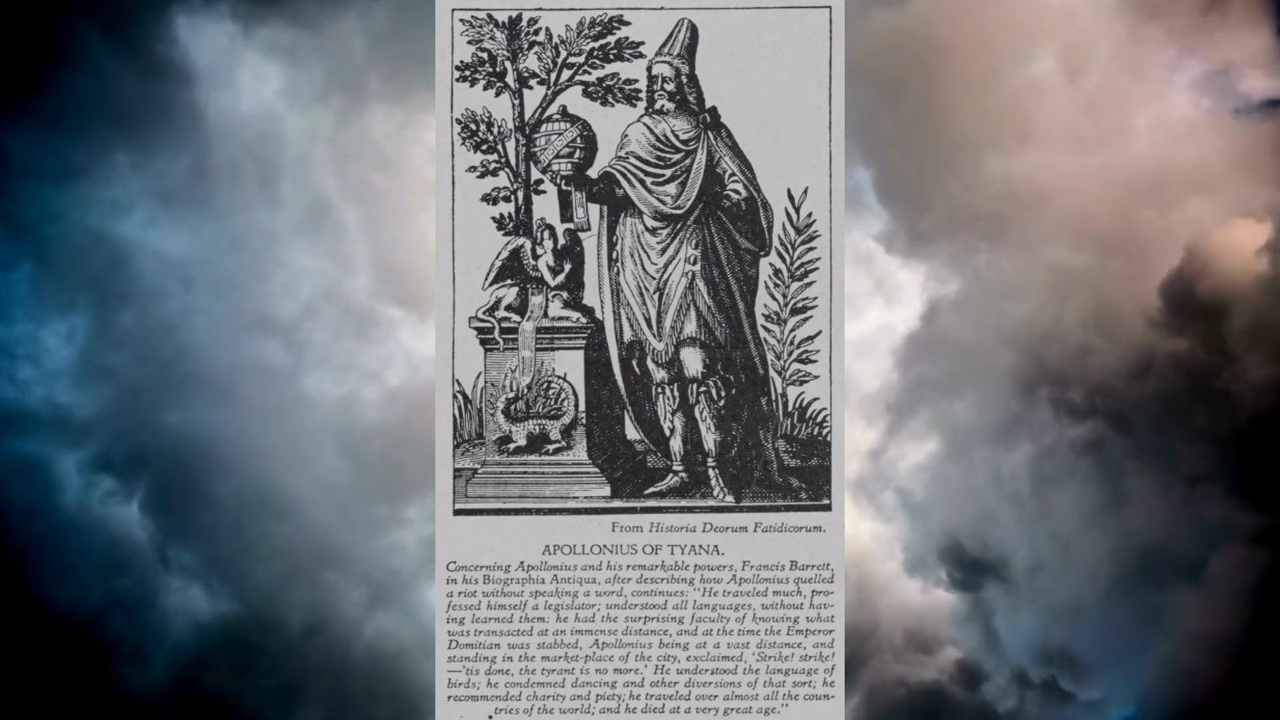 From Historia Deorum Fatidicorum.
APOLLONIUS OF TYANA.
Concerning Apollonius and his remarkable powers, Francis Barrett,
in his Biographia Antiqua, after describing how Apollonius quelled
a riot without speaking a word, continues: "He traveled much, pro-
fessed himself a legislator; understood all languages, without hav-
ing learned them: he had the surprising faculty of knowing what
was transacted at an immense distance, and at the time the Emperor
Domitian was stabbed, Apollonius being at a vast distance, and
standing in the market-place of the city, exclaimed, 'Strike! strike!
—'tis done, the tyrant is no more.' He understood the language of
birds; he condemned dancing and other diversions of that sort; he
recommended charity and piety; he traveled over almost all the coun-
tries of the world; and he died at a very great age."